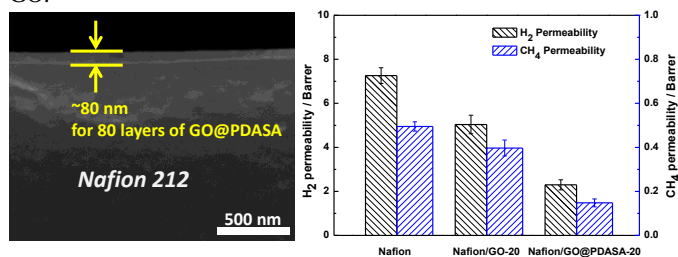 GO.
~80 nm
for 80 layers of GO@PDASA
Nafion 212
500 nm
H2 permeability / Barrer
10
8
6
4
2
0
H2 Permeability
CH4 Permeability
1.0
0.8
0.6
0.4
0.2
0.0
CH4 permeability / Barrer
Nafion
Nafion/GO-20
Nafion/GO@PDASA-20